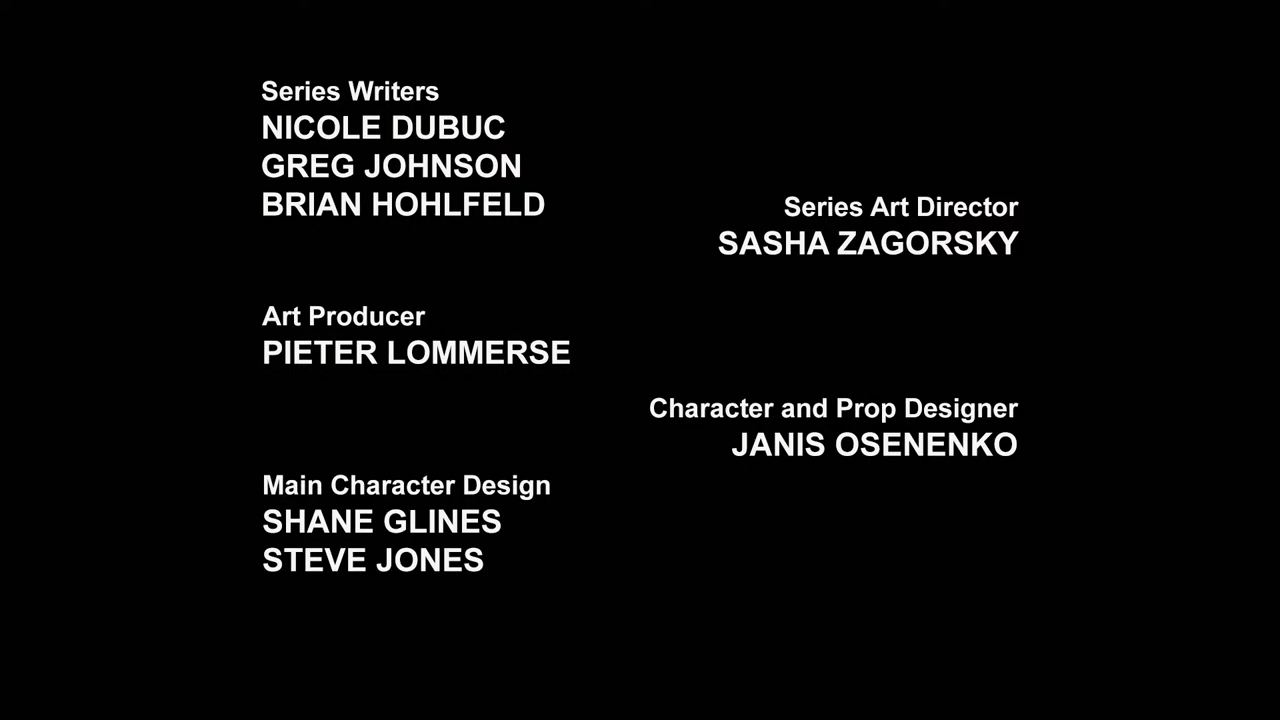 Series Writers
NICOLE DUBUC
GREG JOHNSON
BRIAN HOHLFELD
Series Art Director
SASHA ZAGORSKY
Art Producer
PIETER LOMMERSE
Character and Prop Designer
JANIS OSENENKO
Main Character Design
SHANE GLINES
STEVE JONES